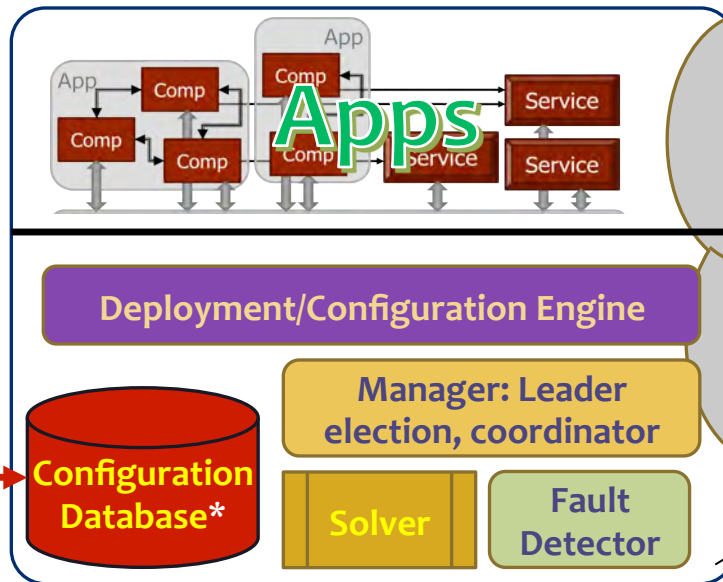 App
App
Comp
Comp
Service
Apps
Comp
Comp
Comp
Service
Service
Deployment/Configuration Engine
Manager: Leader
election, coordinator
Configuration
Database*
Solver
Fault
Detector